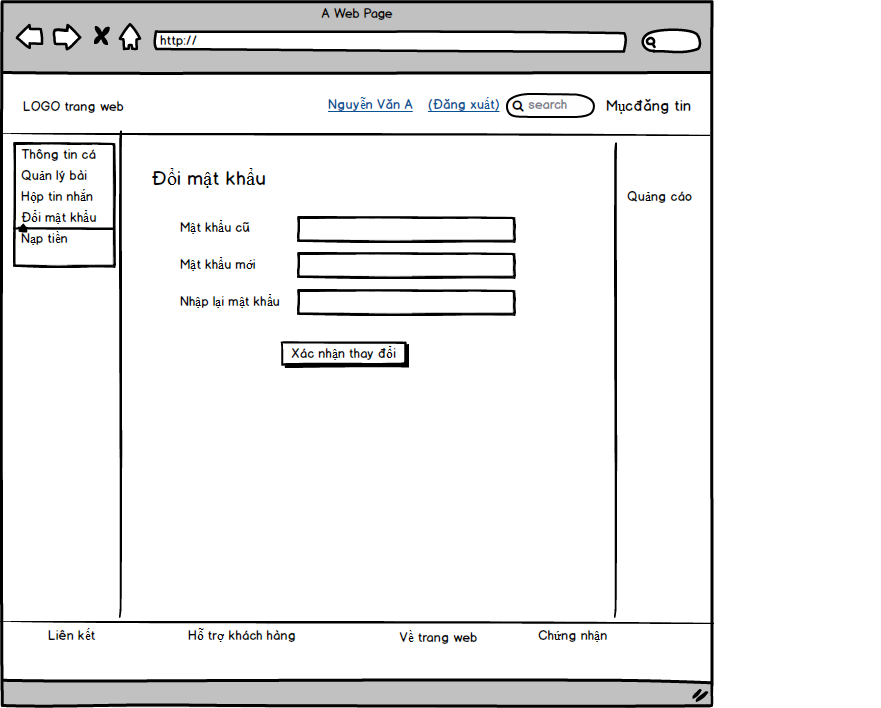 A Web Page
http://
LOGO trang web
Nguyễn Văn A (Đăng xuất) search Mụcđăng tin
Thông tin cá
Quản lý bài
Hộp tin nhắn
Đổi mật khẩu
Nạp tiền
Đổi mật khẩu
Mật khẩu cũ
Mật khẩu mới
Nhập lại mật khẩu
Xác nhận thay đổi
Quảng cáo
Liên kết Hỗ trợ khách hàng Về trang web Chứng nhận